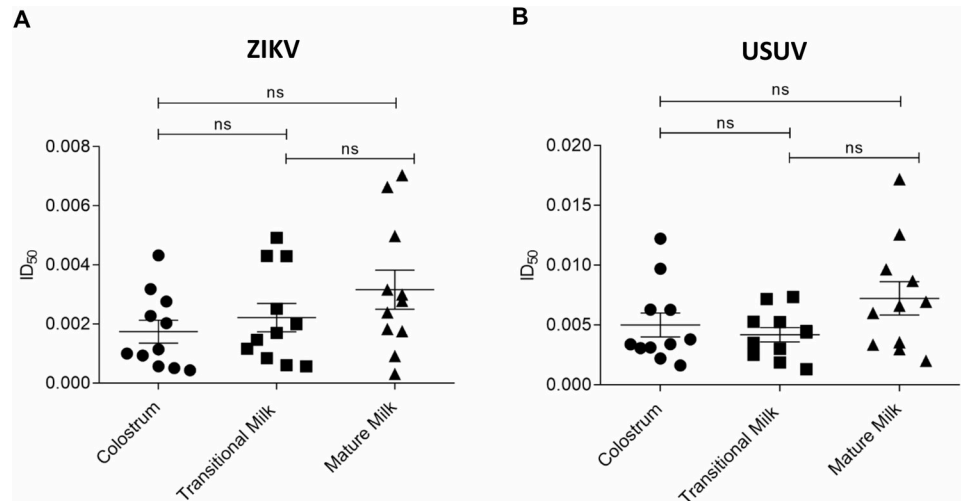 A
ZIKV
ns
ns
ns
0.008
0.006
0.004
0.002
0.000
ID50
Colostrum
Transitional Milk
Mature Milk
B
USUV
ns
ns
ns
0.020
0.015
0.010
0.005
0.000
ID50
Colostrum
Transitional Milk
Mature Milk